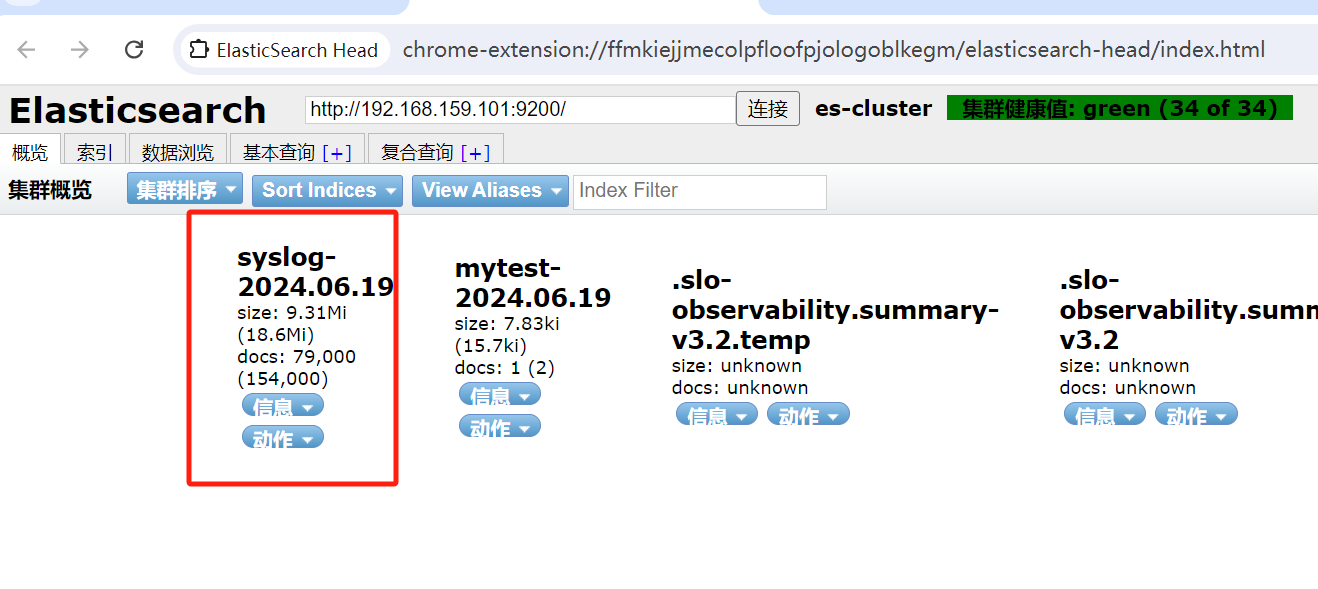 ElasticSearch Head chrome-extension://ffmkiejjmecolpfloofpjologoblkegm/elasticsearch-head/index.html
Elasticsearch http://192.168.159.101:9200/ 连接 es-cluster 集群健康值: green (34 of 34)
概览 索引 数据浏览 基本查询 [+] 复合查询 [+]
集群概览 集群排序 Sort Indices View Aliases Index Filter
syslog-
2024.06.19
size: 9.31Mi
(18.6Mi)
docs: 79,000
(154,000)
信息
动作
mytest-
2024.06.19
size: 7.83ki
(15.7ki)
docs: 1 (2)
信息
动作
.slo-
observability.summary-
v3.2.temp
size: unknown
docs: unknown
信息 动作
.slo-
observability.summ
v3.2
size: unknown
docs: unknown
信息 动作